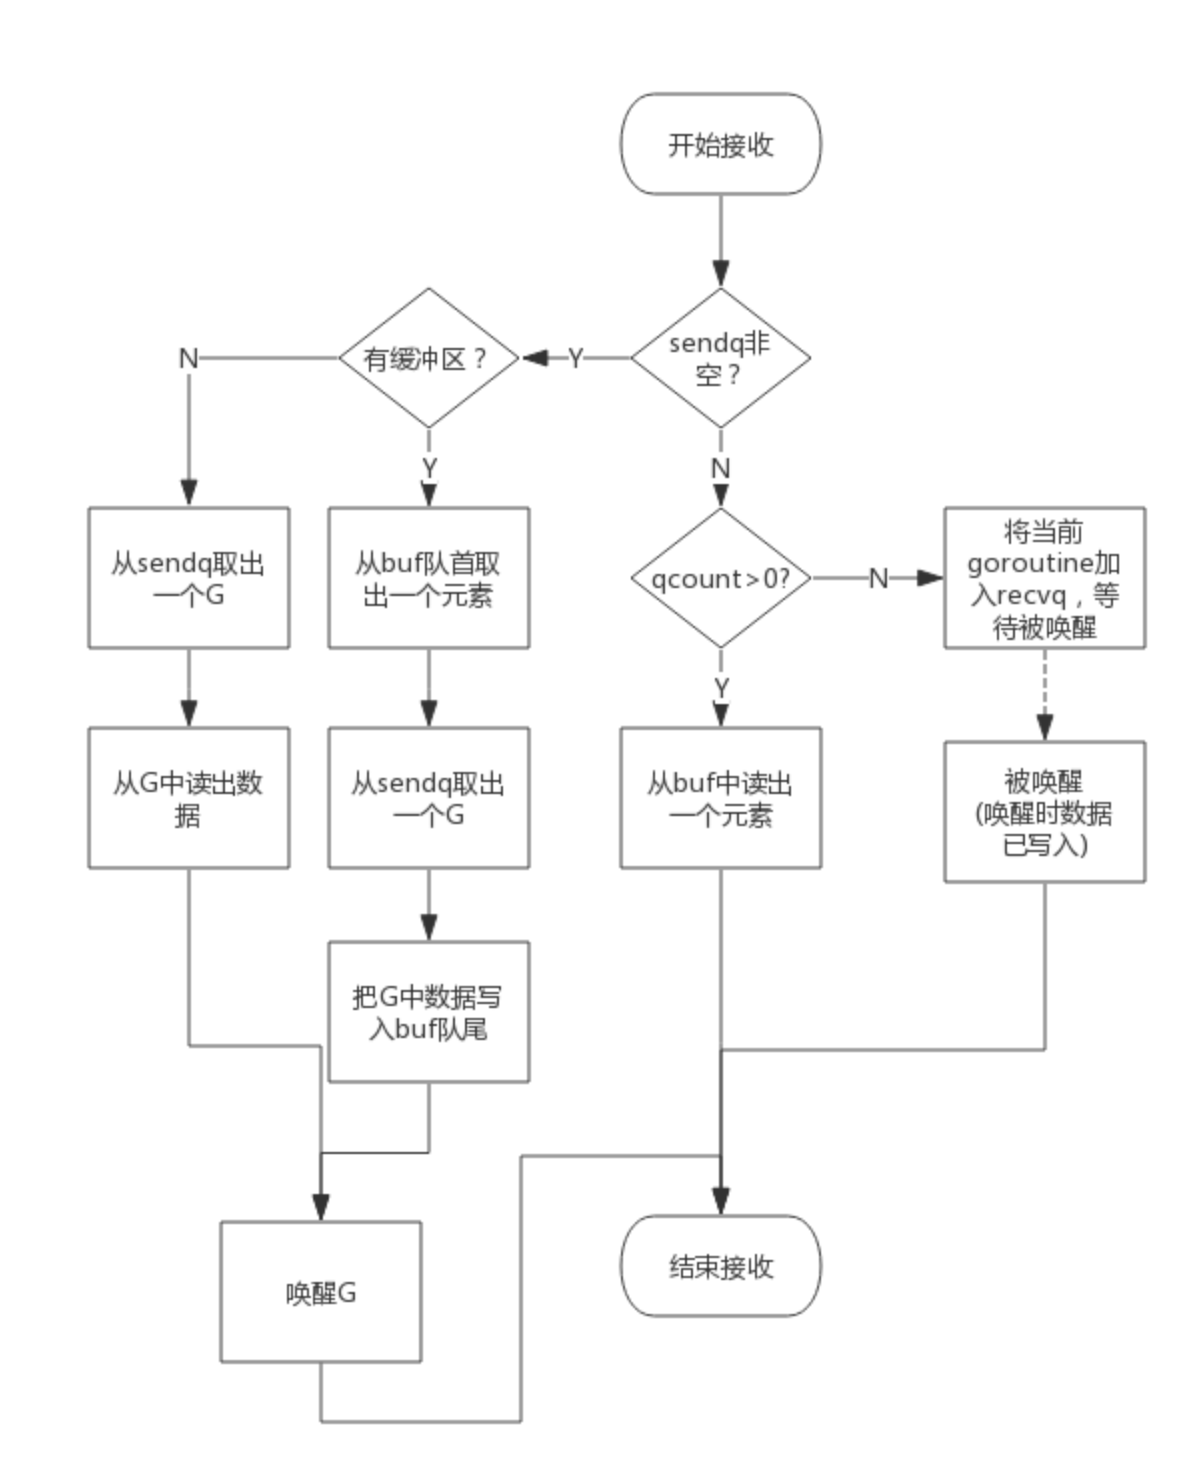 开始接收
sendq非
空？
Y
有缓冲区？
N
Y
N
从sendq取出
一个G
从buf队首取
出一个元素
qcount>0?
N
将当前
goroutine加
入recvq，等
待被唤醒
Y
从G中读出数
据
从sendq取出
一个G
从buf中读出
一个元素
被唤醒
(唤醒时数据
已写入)
把G中数据写
入buf队尾
唤醒G
结束接收